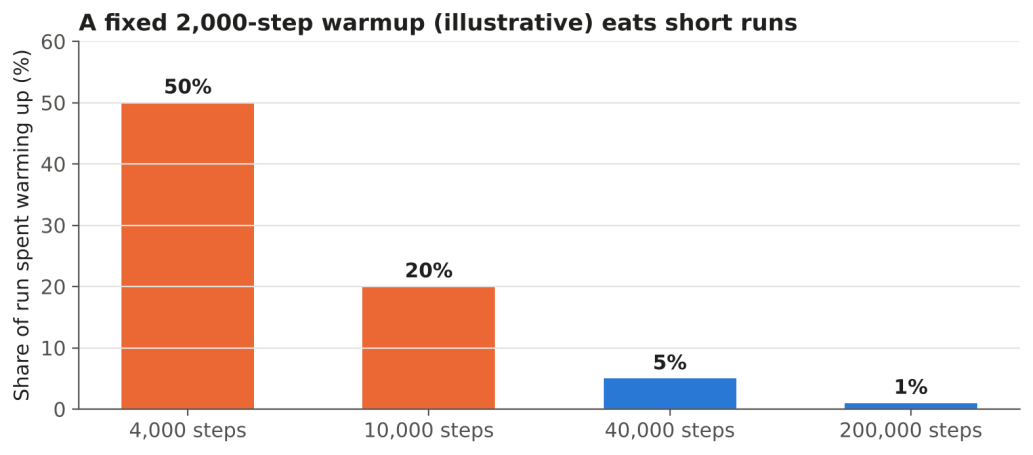 A fixed 2,000-step warmup (illustrative) eats short runs
Share of run spent warming up (%)
60
50
40
30
20
10
0
50%
20%
5%
1%
4,000 steps
10,000 steps
40,000 steps
200,000 steps